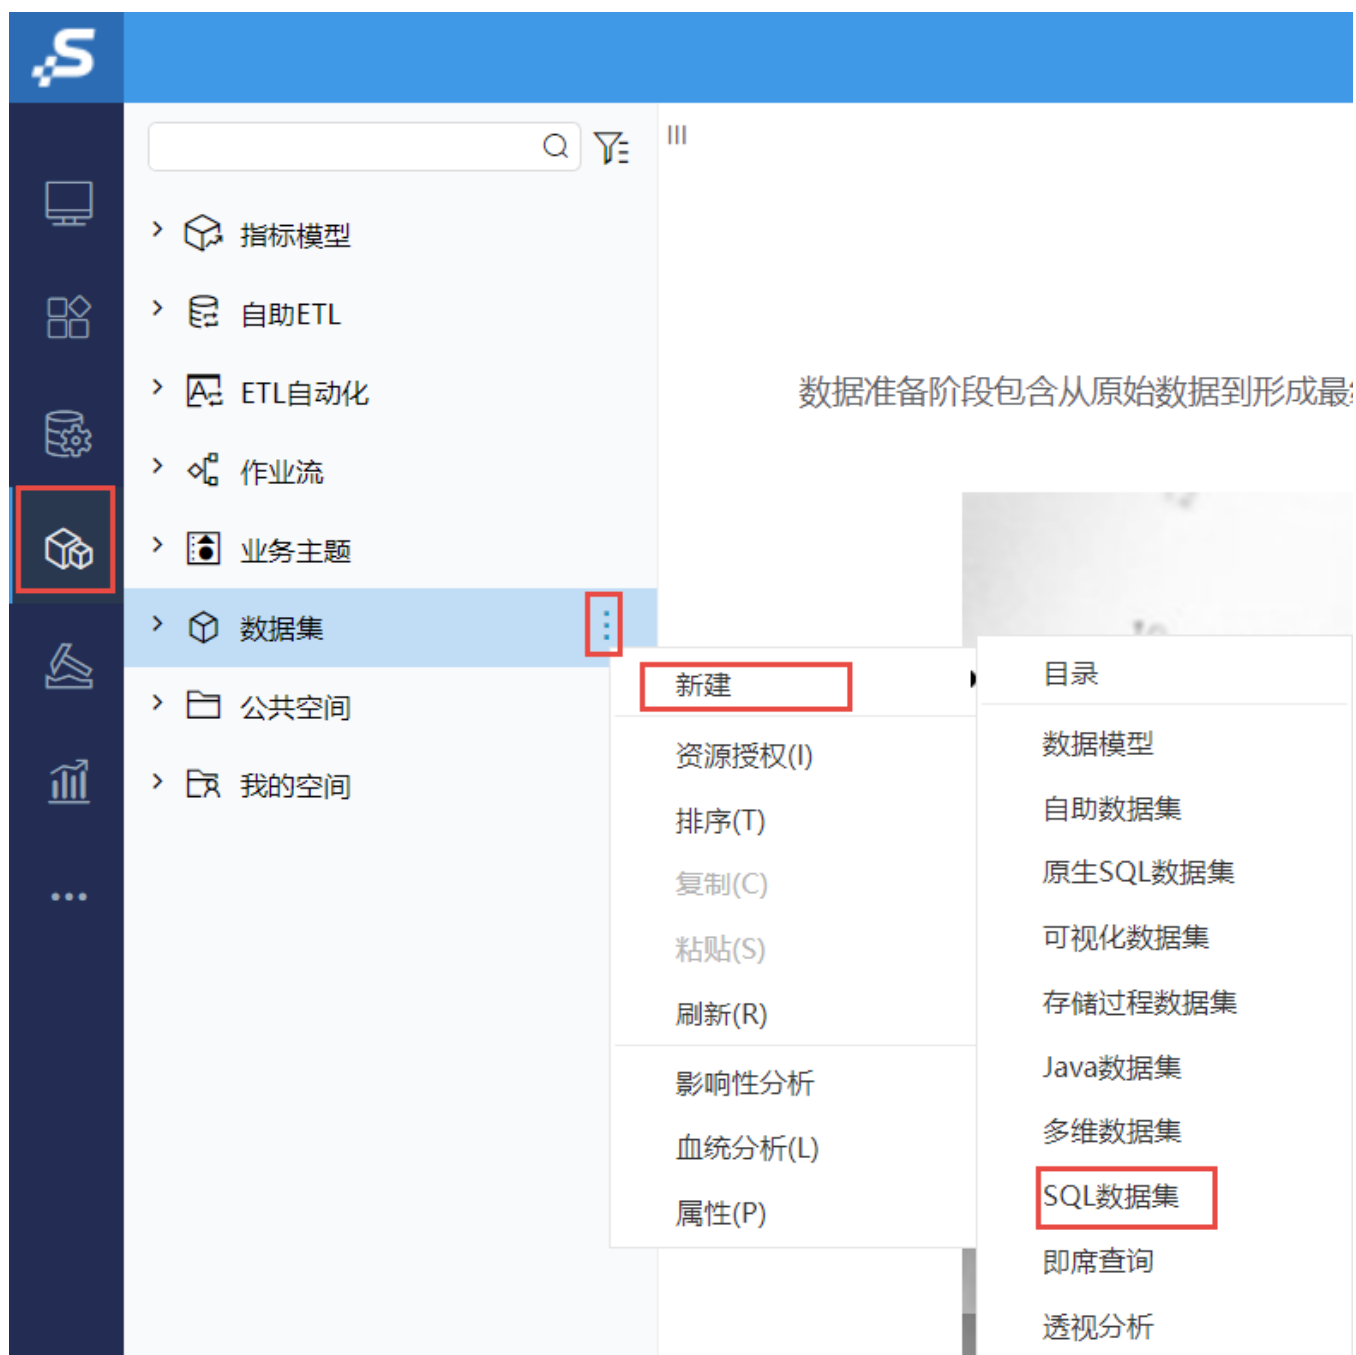 指标模型
自助ETL
ETL自动化
作业流
业务主题
数据集
公共空间
我的空间
数据准备阶段包含从原始数据到形成最
新建
资源授权(I)
排序(T)
复制(C)
粘贴(S)
刷新(R)
影响性分析
血统分析(L)
属性(P)
目录
数据模型
自助数据集
原生SQL数据集
可视化数据集
存储过程数据集
Java数据集
多维数据集
SQL数据集
即席查询
透视分析